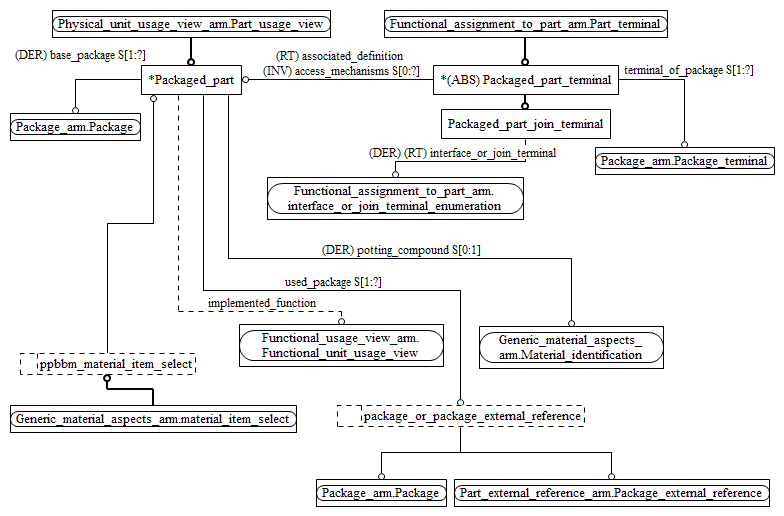 Physical_unit_usage_view_arm.Part_usage_view
Functional_assignment_to_part_arm.Part_terminal
(DER) base_package S[1:?]
(RT) associated_definition
(INV) access_mechanisms S[0:?]
terminal_of_package S[1:?]
*Packaged_part
*(ABS) Packaged_part_terminal
Package_arm.Package
Packaged_part_join_terminal
(DER) (RT) interface_or_join_terminal
Package_arm.Package_terminal
Functional_assignment_to_part_arm.
interface_or_join_terminal_enumeration
(DER) potting_compound S[0:1]
used_package S[1:?]
implemented_function
Functional_usage_view_arm.
Functional_unit_usage_view
Generic_material_aspects_
arm.Material_identification
ppbbm_material_item_select
Generic_material_aspects_arm.material_item_select
package_or_package_external_reference
Package_arm.Package
Part_external_reference_arm.Package_external_reference